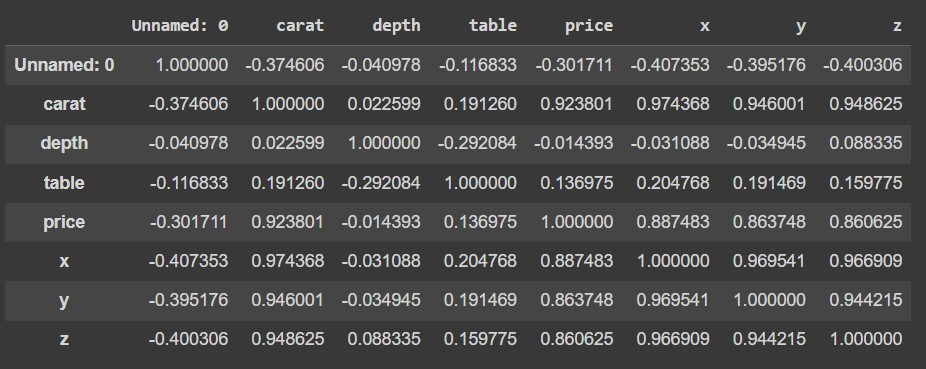 Unnamed: 0 carat depth table price x y z
Unnamed: 0 1.000000 -0.374606 -0.040978 -0.116833 -0.301711 -0.407353 -0.395176 -0.400306
carat -0.374606 1.000000 0.022599 0.191260 0.923801 0.974368 0.946001 0.948625
depth -0.040978 0.022599 1.000000 -0.292084 -0.014393 -0.031088 -0.034945 0.088335
table -0.116833 0.191260 -0.292084 1.000000 0.136975 0.204768 0.191469 0.159775
price -0.301711 0.923801 -0.014393 0.136975 1.000000 0.887483 0.863748 0.860625
x -0.407353 0.974368 -0.031088 0.204768 0.887483 1.000000 0.969541 0.966909
y -0.395176 0.946001 -0.034945 0.191469 0.863748 0.969541 1.000000 0.944215
z -0.400306 0.948625 0.088335 0.159775 0.860625 0.966909 0.944215 1.000000